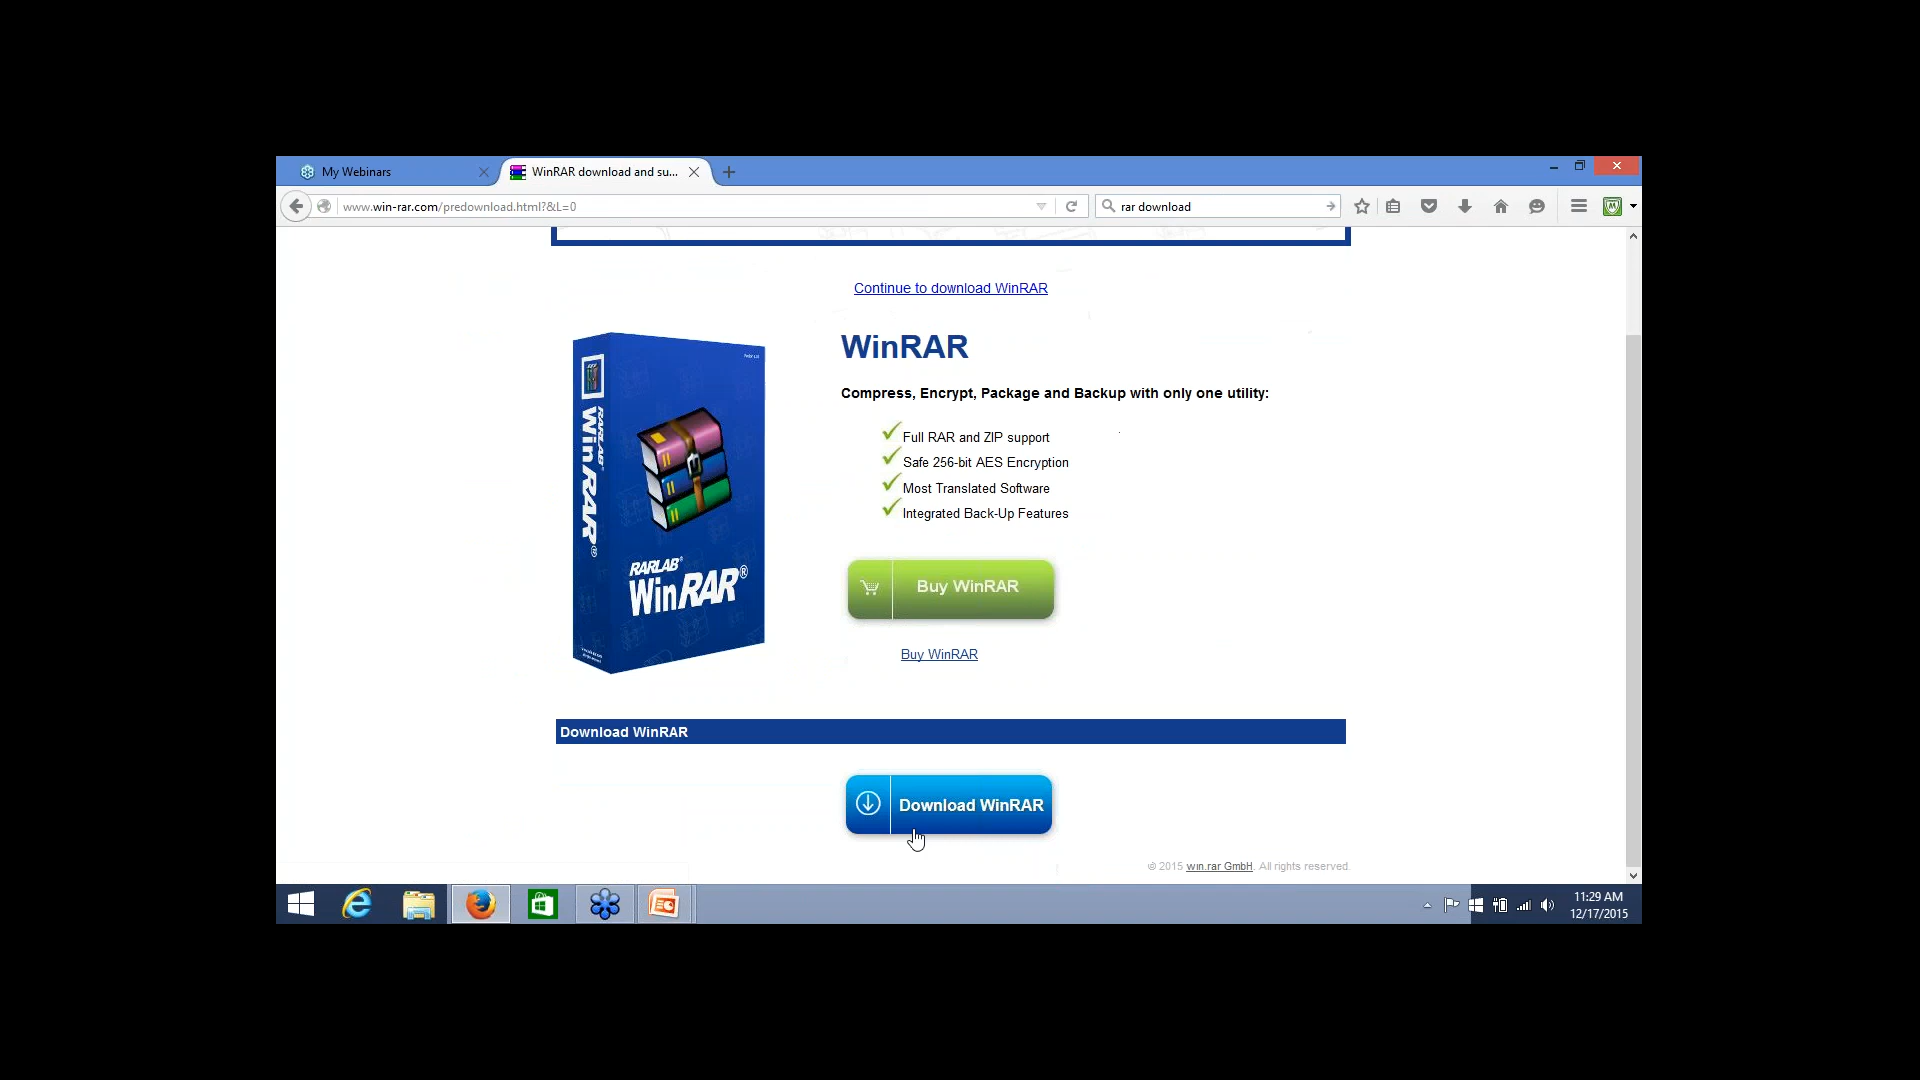 My Webinars
WinRAR download and su...
www.win-rar.com/predownload.html?&L=0
rar download
Continue to download WinRAR
WinRAR
Compress, Encrypt, Package and Backup with only one utility:
Full RAR and ZIP support
Safe 256-bit AES Encryption
Most Translated Software
Integrated Back-Up Features
RARLAB
WinRAR®
RARLAB®
WinRAR®
Buy WinRAR
Buy WinRAR
Download WinRAR
Download WinRAR
© 2015 win.rar GmbH. All rights reserved.
11:29 AM
12/17/2015